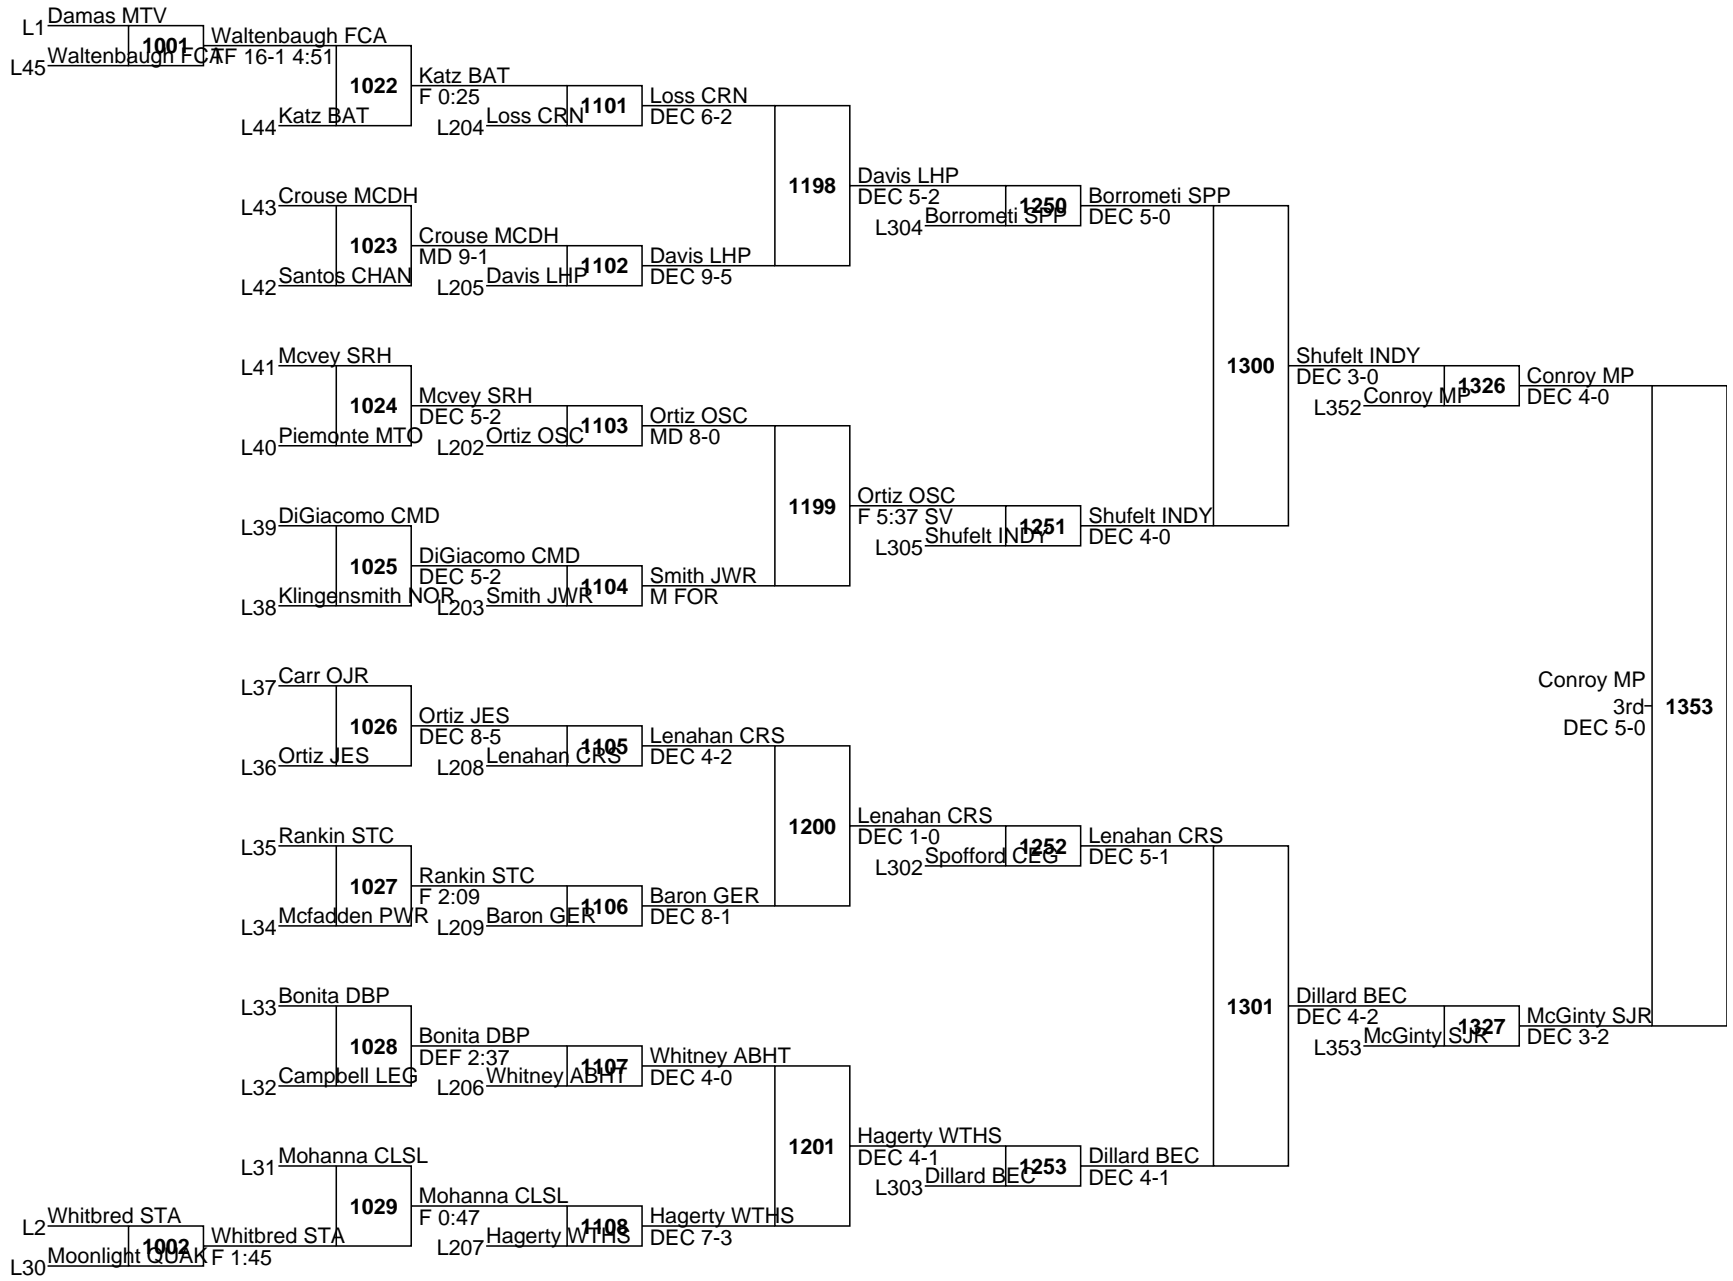 L1 Damas MTV
1001
L45 Waltenbaugh FCA
Waltenbaugh FCA
TF 16-1 4:51
1022
L44 Katz BAT
Katz BAT
F 0:25
1101
L204 Loss CRN
Loss CRN
DEC 6-2
1198
L43 Crouse MCDH
1023
L42 Santos CHAN
Crouse MCDH
MD 9-1
1102
L205 Davis LHP
Davis LHP
DEC 9-5
Davis LHP
DEC 5-2
1250
L304 Borrometi SPP
Borrometi SPP
DEC 5-0
1300
L41 Mcvey SRH
1024
L40 Piemonte MTO
Mcvey SRH
DEC 5-2
1103
L202 Ortiz OSC
Ortiz OSC
MD 8-0
1199
L39 DiGiacomo CMD
1025
L38 Klingensmith NOR
DiGiacomo CMD
DEC 5-2
1104
L203 Smith JWR
Smith JWR
M FOR
Ortiz OSC
F 5:37 SV
1251
L305 Shufelt INDY
Shufelt INDY
DEC 4-0
Shufelt INDY
DEC 3-0
1326
L352 Conroy MP
Conroy MP
DEC 4-0
L37 Carr OJR
1026
L36 Ortiz JES
Ortiz JES
DEC 8-5
1105
L208 Lenahan CRS
Lenahan CRS
DEC 4-2
1200
L35 Rankin STC
1027
L34 Mcfadden PWR
Rankin STC
F 2:09
1106
L209 Baron GER
Baron GER
DEC 8-1
Lenahan CRS
DEC 1-0
1252
L302 Spofford CEG
Lenahan CRS
DEC 5-1
1301
L33 Bonita DBP
1028
L32 Campbell LEG
Bonita DBP
DEF 2:37
1107
L206 Whitney ABHT
Whitney ABHT
DEC 4-0
1201
L31 Mohanna CLSL
1029
L2 Whitbred STA
1002
L30 Moonlight QUAK
Whitbred STA
F 1:45
Mohanna CLSL
F 0:47
1108
L207 Hagerty WTHS
Hagerty WTHS
DEC 7-3
Hagerty WTHS
DEC 4-1
1253
L303 Dillard BEC
Dillard BEC
DEC 4-1
Dillard BEC
DEC 4-2
1327
L353 McGinty SJR
McGinty SJR
DEC 3-2
Conroy MP
3rd
DEC 5-0
1353